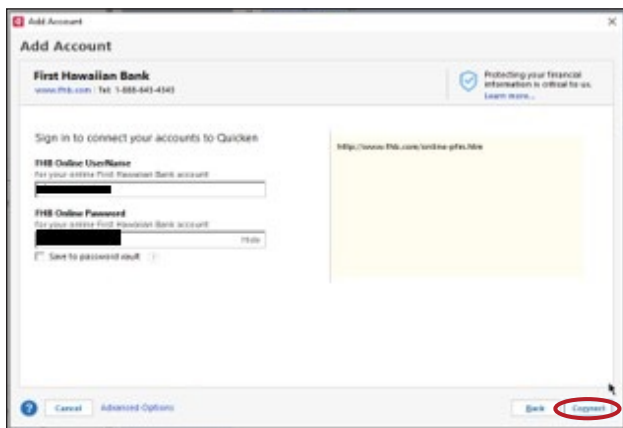 Add Account
Add Account
First Hawaiian Bank
www.fhb.com | Tel: 1-888-643-4343
Protecting your financial
information is critical to us.
Learn more...
Sign in to connect your accounts to Quicken
http://www.fhb.com/online-pfm.htm
FHB Online UserName
for your online First Hawaiian Bank account
FHB Online Password
for your online First Hawaiian Bank account
Hide
Save to password vault
? Cancel Advanced Options Back Connect